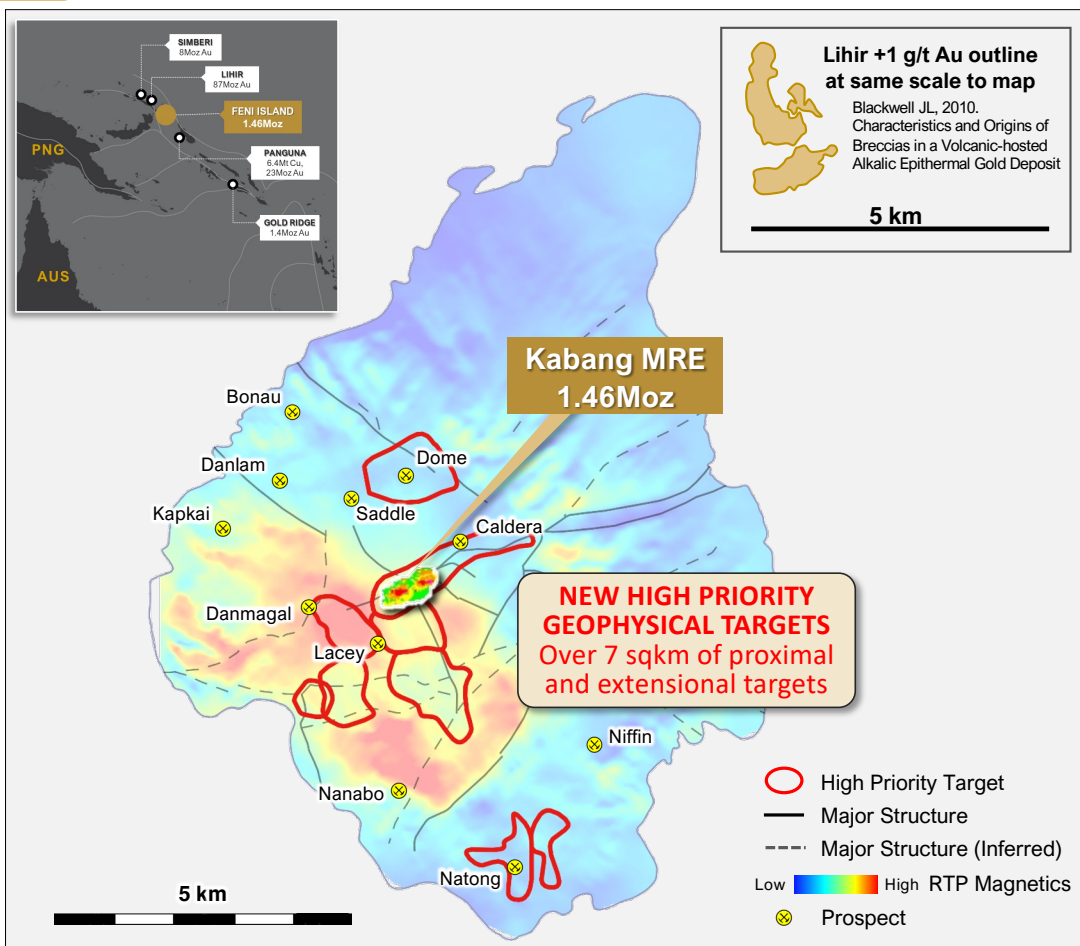 SIMBERI
8Moz Au
LIHIR
87Moz Au
FENI ISLAND
1.46Moz
PNG
PANGUNA
6.4Mt Cu,
23Moz Au
GOLD RIDGE
1.4Moz Au
AUS
Lihir +1 g/t Au outline
at same scale to map
Blackwell JL, 2010.
Characteristics and Origins of
Breccias in a Volcanic-hosted
Alkalic Epithermal Gold Deposit
5 km
Kabang MRE
1.46Moz
Bonau
Dome
Danlam
Saddle
Kapkai
Caldera
Danmagal
Lacey
NEW HIGH PRIORITY
GEOPHYSICAL TARGETS
Over 7 sqkm of proximal
and extensional targets
Niffin
Nanabo
Natong
High Priority Target
Major Structure
Major Structure (Inferred)
Low High RTP Magnetics
Prospect
5 km